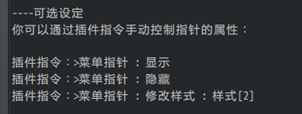 ----可选设定
你可以通过插件指令手动控制指针的属性：
插件指令：>菜单指针 : 显示
插件指令：>菜单指针 : 隐藏
插件指令：>菜单指针 : 修改样式 : 样式[2]